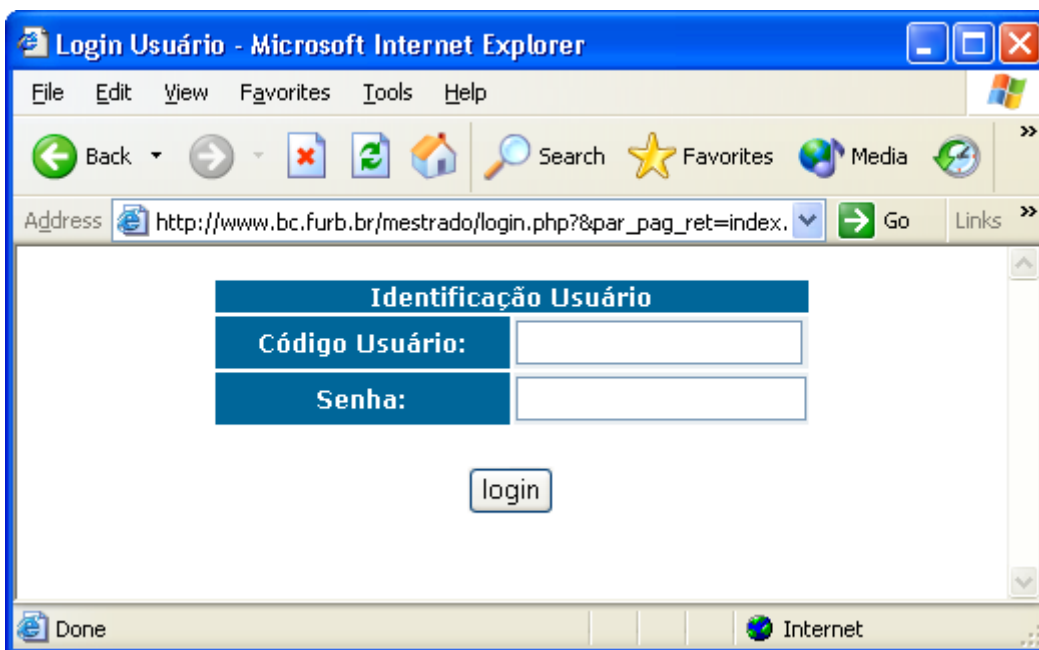 Login Usuário - Microsoft Internet Explorer
File Edit View Favorites Tools Help
Back Search Favorites Media »
Address http://www.bc.furb.br/mestrado/login.php?&par_pag_ret=index. Go Links »
Identificação Usuário
Código Usuário:
Senha:
login
Done Internet